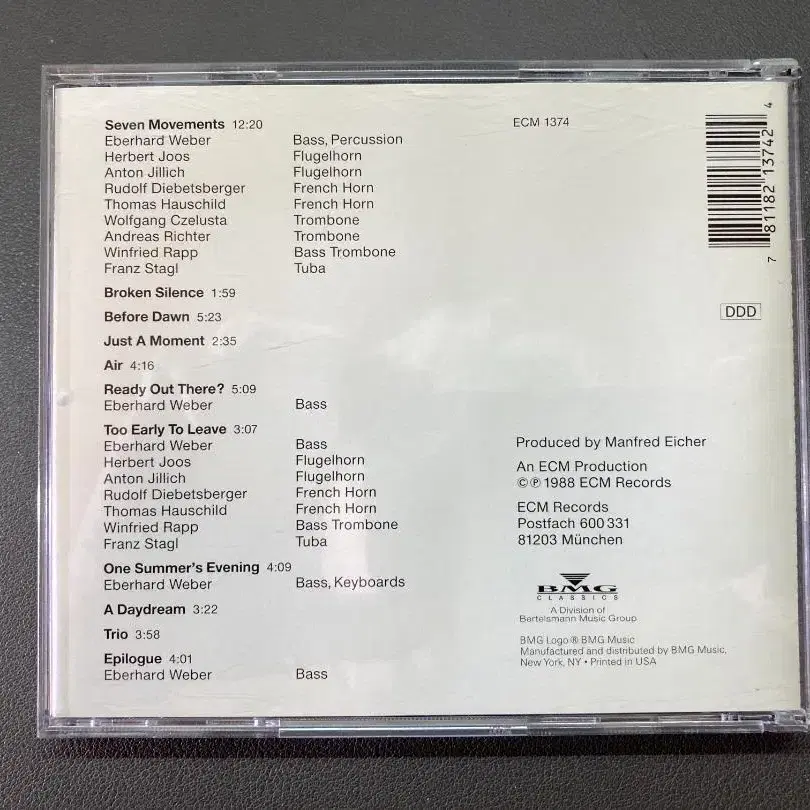 Seven Movements 12:20
Eberhard Weber Bass, Percussion
Herbert Joos Flugelhorn
Anton Jillich Flugelhorn
Rudolf Diebetsberger French Horn
Thomas Hauschild French Horn
Wolfgang Czelusta Trombone
Andreas Richter Trombone
Winfried Rapp Bass Trombone
Franz Stagl Tuba
Broken Silence 1:59
Before Dawn 5:23
Just A Moment 2:35
Air 4:16
Ready Out There? 5:09
Eberhard Weber Bass
Too Early To Leave 3:07
Eberhard Weber Bass
Herbert Joos Flugelhorn
Anton Jillich Flugelhorn
Rudolf Diebetsberger French Horn
Thomas Hauschild French Horn
Winfried Rapp Bass Trombone
Franz Stagl Tuba
One Summer's Evening 4:09
Eberhard Weber Bass, Keyboards
A Daydream 3:22
Trio 3:58
Epilogue 4:01
Eberhard Weber Bass
ECM 1374
7 81182 13742 4
DDD
Produced by Manfred Eicher
An ECM Production
©℗ 1988 ECM Records
ECM Records
Postfach 600 331
81203 München
BMG
CLASSICS
A Division of
Bertelsmann Music Group
BMG Logo ® BMG Music
Manufactured and distributed by BMG Music,
New York, NY • Printed in USA